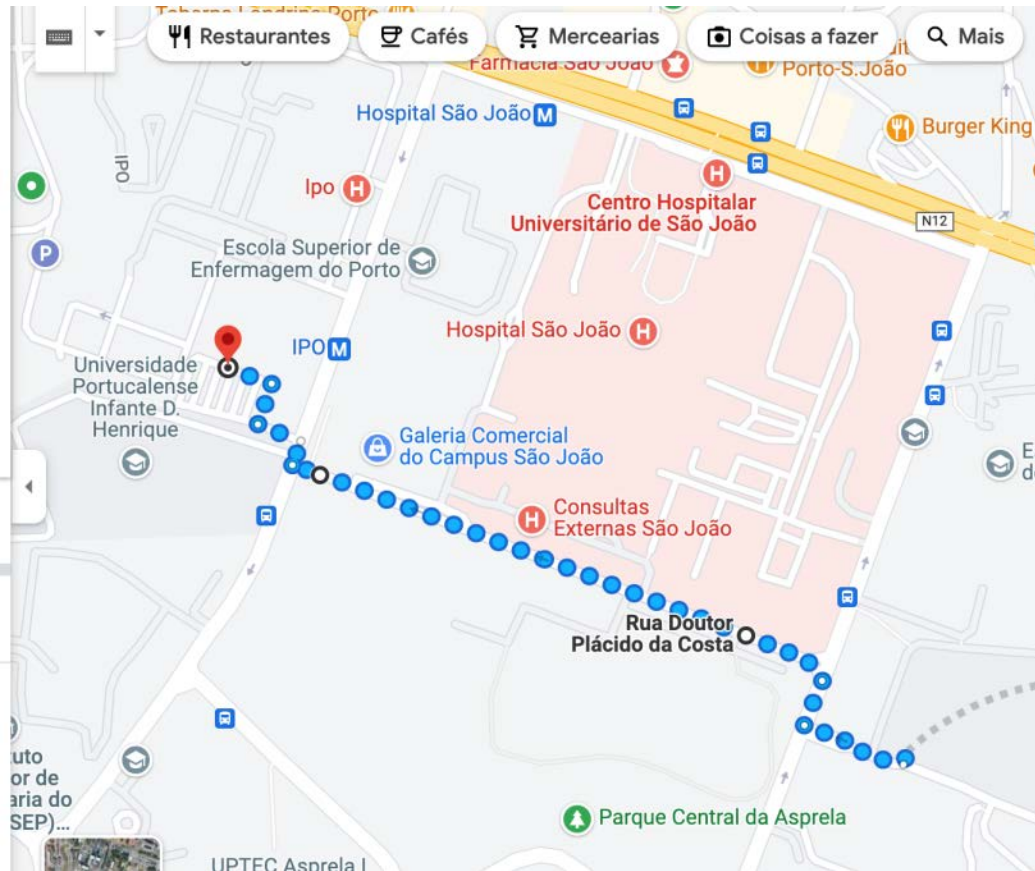 Taberna Londrina Porto
Restaurantes
Cafés
Mercearias
Coisas a fazer
Mais
Farmácia São João
Porto-S.João
Hospital São João M
Burger King
IPO
Ipo H
H
Centro Hospitalar
Universitário de São João
N12
Escola Superior de
Enfermagem do Porto
P
Hospital São João H
IPO M
Universidade
Portucalense
Infante D.
Henrique
Galeria Comercial
do Campus São João
H Consultas
Externas São João
Rua Doutor
Plácido da Costa
Parque Central da Asprela
UPTEC Asprela I